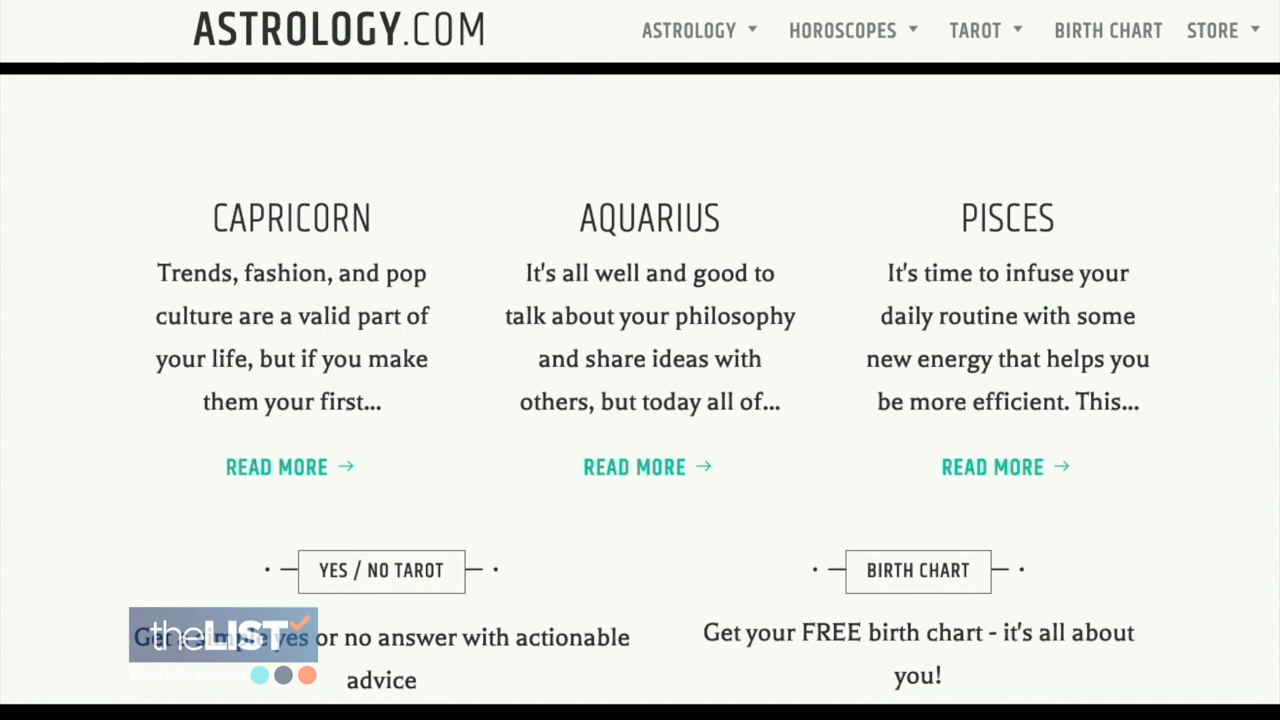 ASTROLOGY.COM
ASTROLOGY HOROSCOPES TAROT BIRTH CHART STORE
CAPRICORN
Trends, fashion, and pop
culture are a valid part of
your life, but if you make
them your first...
READ MORE →
AQUARIUS
It's all well and good to
talk about your philosophy
and share ideas with
others, but today all of...
READ MORE →
PISCES
It's time to infuse your
daily routine with some
new energy that helps you
be more efficient. This...
READ MORE →
YES / NO TAROT
Get a simple yes or no answer with actionable
advice
BIRTH CHART
Get your FREE birth chart - it's all about
you!
theLIST